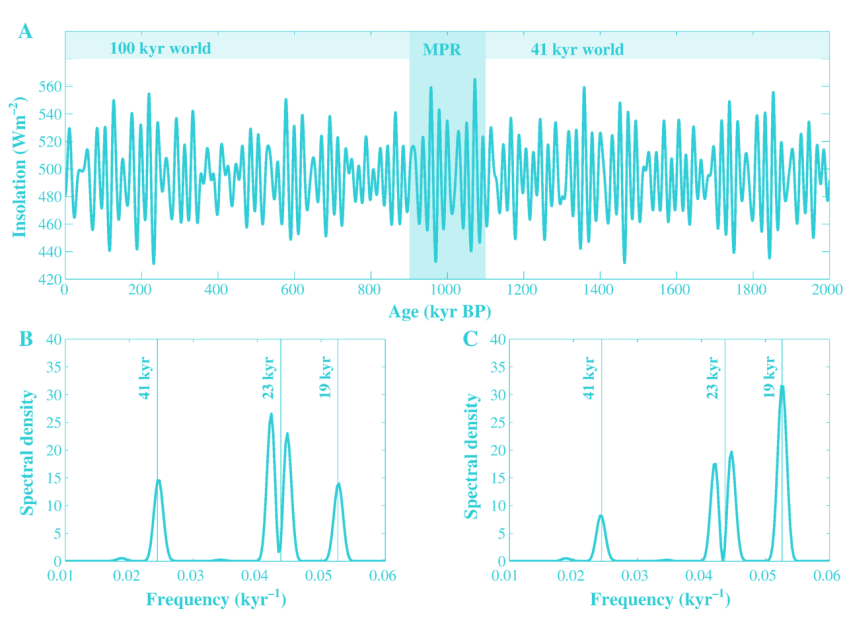 A
100 kyr world MPR 41 kyr world
Insolation (Wm⁻²)
560
540
520
500
480
460
440
420
0 200 400 600 800 1000 1200 1400 1600 1800 2000
Age (kyr BP)
B
Spectral density
40
35
30
25
20
15
10
5
0
41 kyr
23 kyr
19 kyr
0.01 0.02 0.03 0.04 0.05 0.06
Frequency (kyr⁻¹)
C
Spectral density
40
35
30
25
20
15
10
5
0
41 kyr
23 kyr
19 kyr
0.01 0.02 0.03 0.04 0.05 0.06
Frequency (kyr⁻¹)